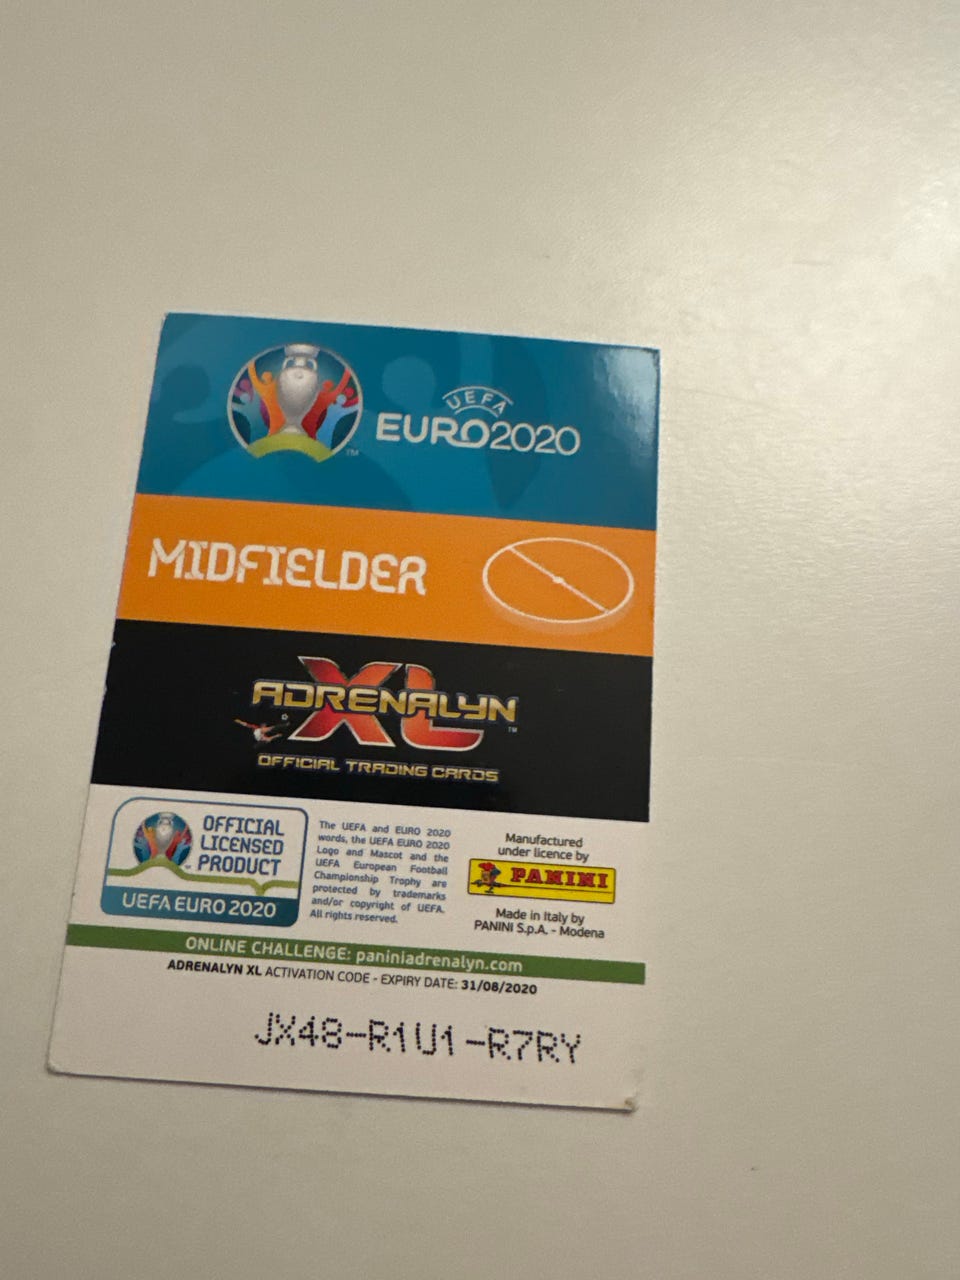 UEFA
EURO2020
TM
MIDFIELDER
ADRENALYN
XL
TM
OFFICIAL TRADING CARDS
OFFICIAL
LICENSED
PRODUCT
UEFA EURO 2020
The UEFA and EURO 2020
words, the UEFA EURO 2020
Logo and Mascot and the
UEFA European Football
Championship Trophy are
protected by trademarks
and/or copyright of UEFA.
All rights reserved.
Manufactured
under licence by
PANINI
Made in Italy by
PANINI S.p.A. - Modena
ONLINE CHALLENGE: paniniadrenalyn.com
ADRENALYN XL ACTIVATION CODE - EXPIRY DATE: 31/08/2020
JX48-R1U1-R7RY